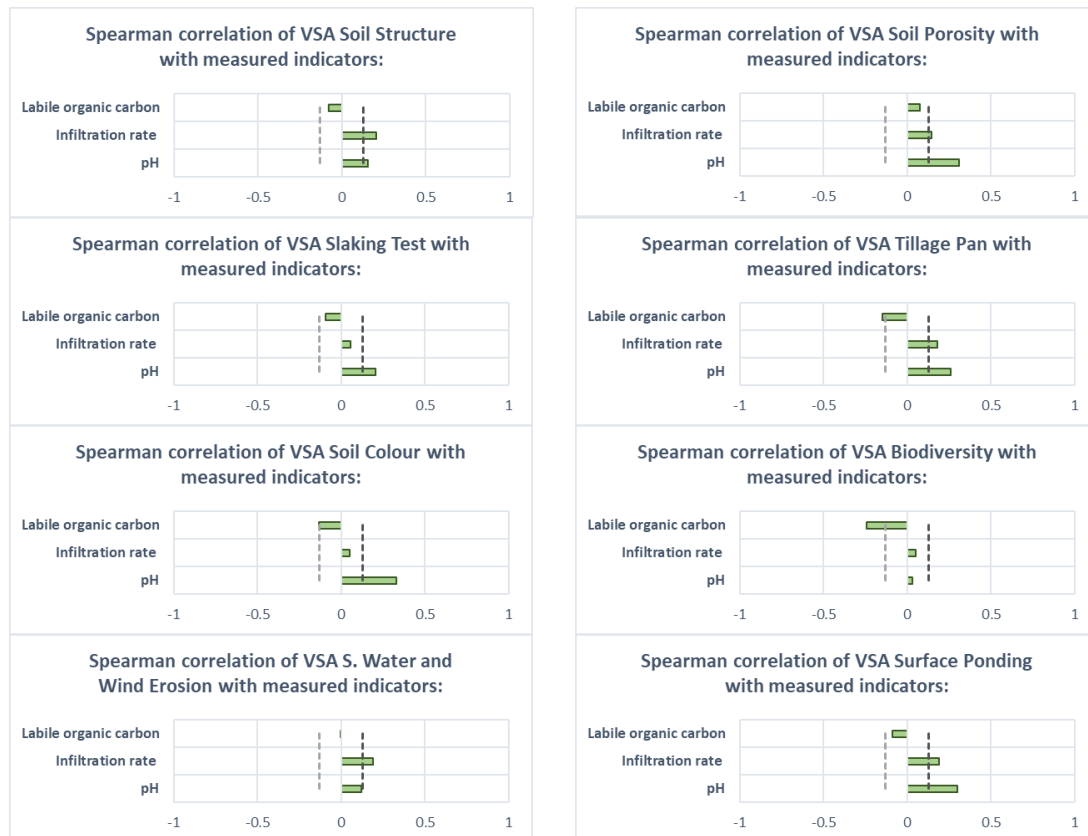 Spearman correlation of VSA Soil Structure
with measured indicators:
Labile organic carbon
Infiltration rate
pH
-1 -0.5 0 0.5 1
Spearman correlation of VSA Soil Porosity with
measured indicators:
Labile organic carbon
Infiltration rate
pH
-1 -0.5 0 0.5 1
Spearman correlation of VSA Slaking Test with
measured indicators:
Labile organic carbon
Infiltration rate
pH
-1 -0.5 0 0.5 1
Spearman correlation of VSA Tillage Pan with
measured indicators:
Labile organic carbon
Infiltration rate
pH
-1 -0.5 0 0.5 1
Spearman correlation of VSA Soil Colour with
measured indicators:
Labile organic carbon
Infiltration rate
pH
-1 -0.5 0 0.5 1
Spearman correlation of VSA Biodiversity with
measured indicators:
Labile organic carbon
Infiltration rate
pH
-1 -0.5 0 0.5 1
Spearman correlation of VSA S. Water and
Wind Erosion with measured indicators:
Labile organic carbon
Infiltration rate
pH
-1 -0.5 0 0.5 1
Spearman correlation of VSA Surface Ponding
with measured indicators:
Labile organic carbon
Infiltration rate
pH
-1 -0.5 0 0.5 1